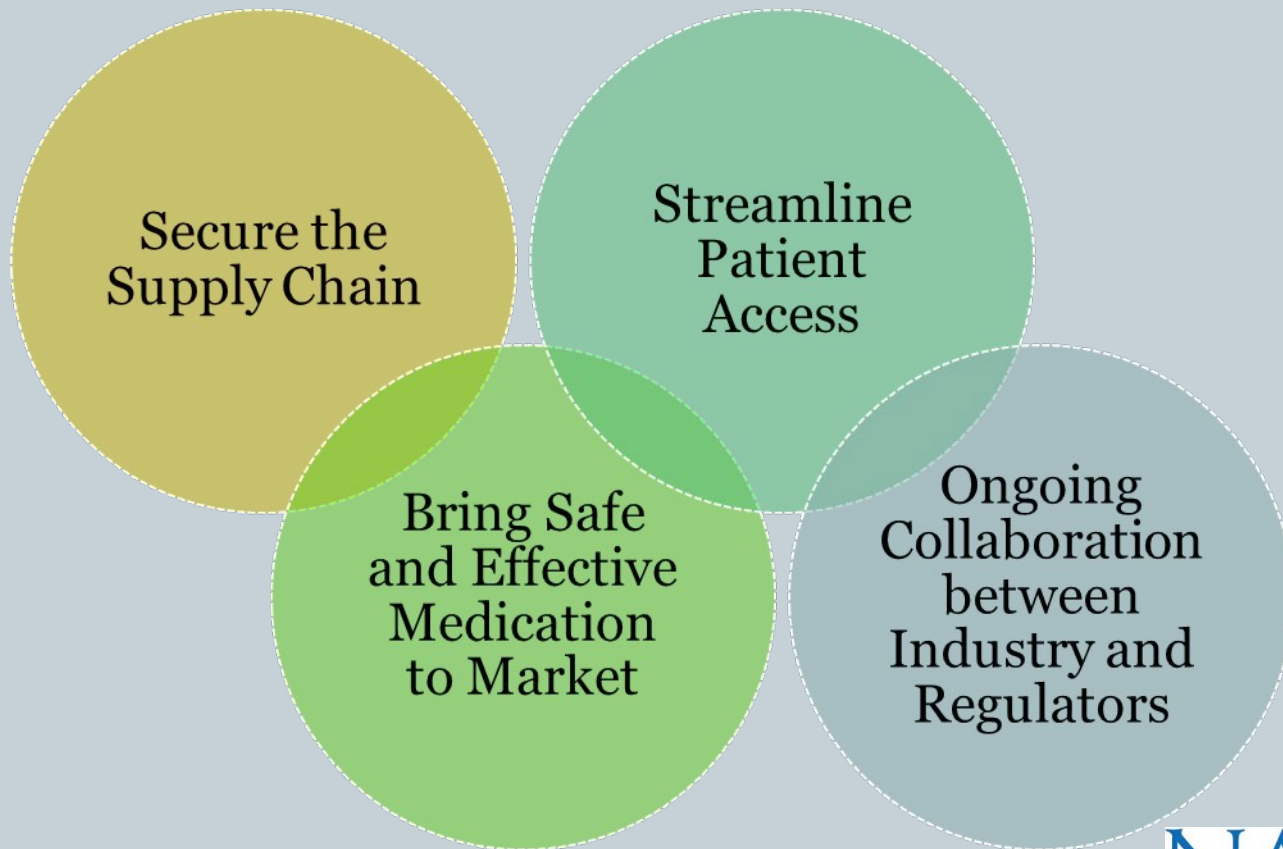 Secure the
Supply Chain
Streamline
Patient
Access
Bring Safe
and Effective
Medication
to Market
Ongoing
Collaboration
between
Industry and
Regulators